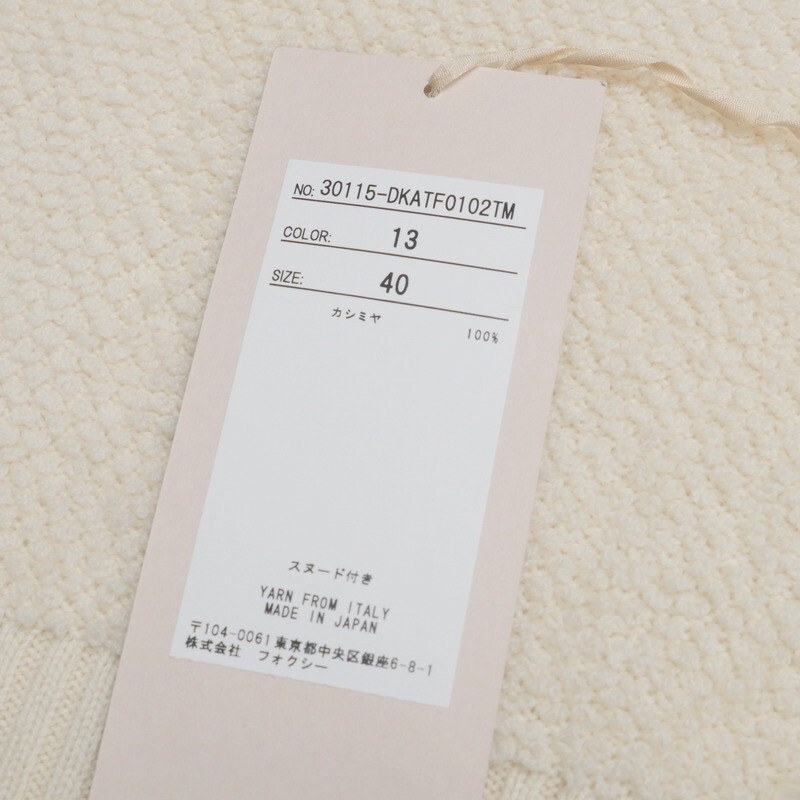 NO: 30115-DKATF0102TM
COLOR: 13
SIZE: 40
カシミヤ 100%
スヌード付き
YARN FROM ITALY
MADE IN JAPAN
〒104-0061 東京都中央区銀座6-8-1
株式会社 フォクシー